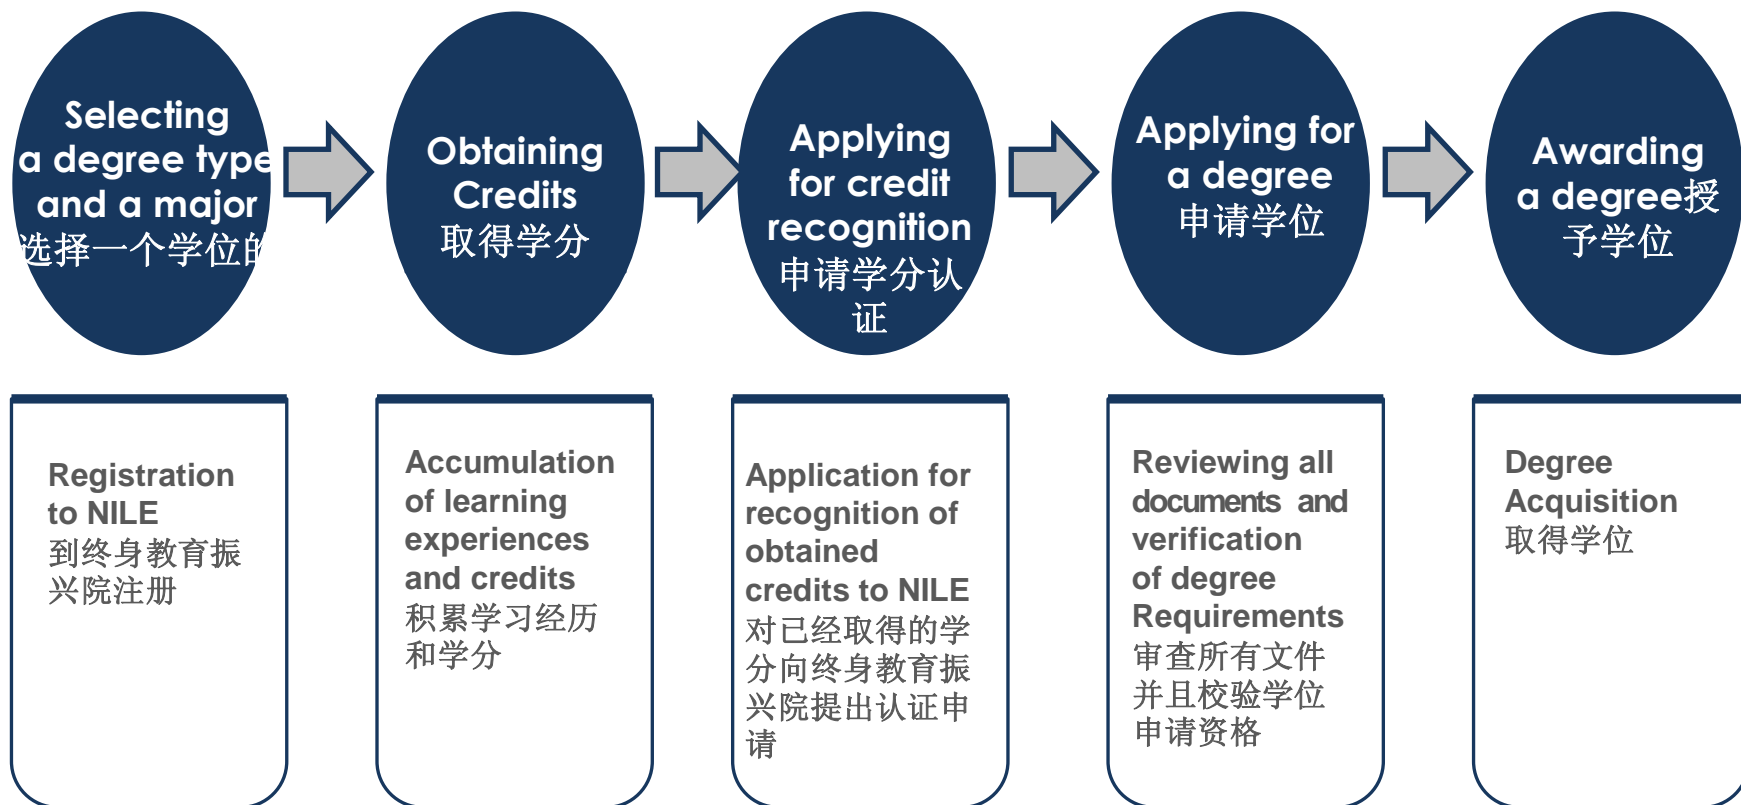 Selecting
a degree type
and a major
选择一个学位的
Obtaining
Credits
取得学分
Applying
for credit
recognition
申请学分认
证
Applying for
a degree
申请学位
Awarding
a degree授
予学位
Registration
to NILE
到终身教育振
兴院注册
Accumulation
of learning
experiences
and credits
积累学习经历
和学分
Application for
recognition of
obtained
credits to NILE
对已经取得的学
分向终身教育振
兴院提出认证申
请
Reviewing all
documents and
verification
of degree
Requirements
审查所有文件
并且校验学位
申请资格
Degree
Acquisition
取得学位